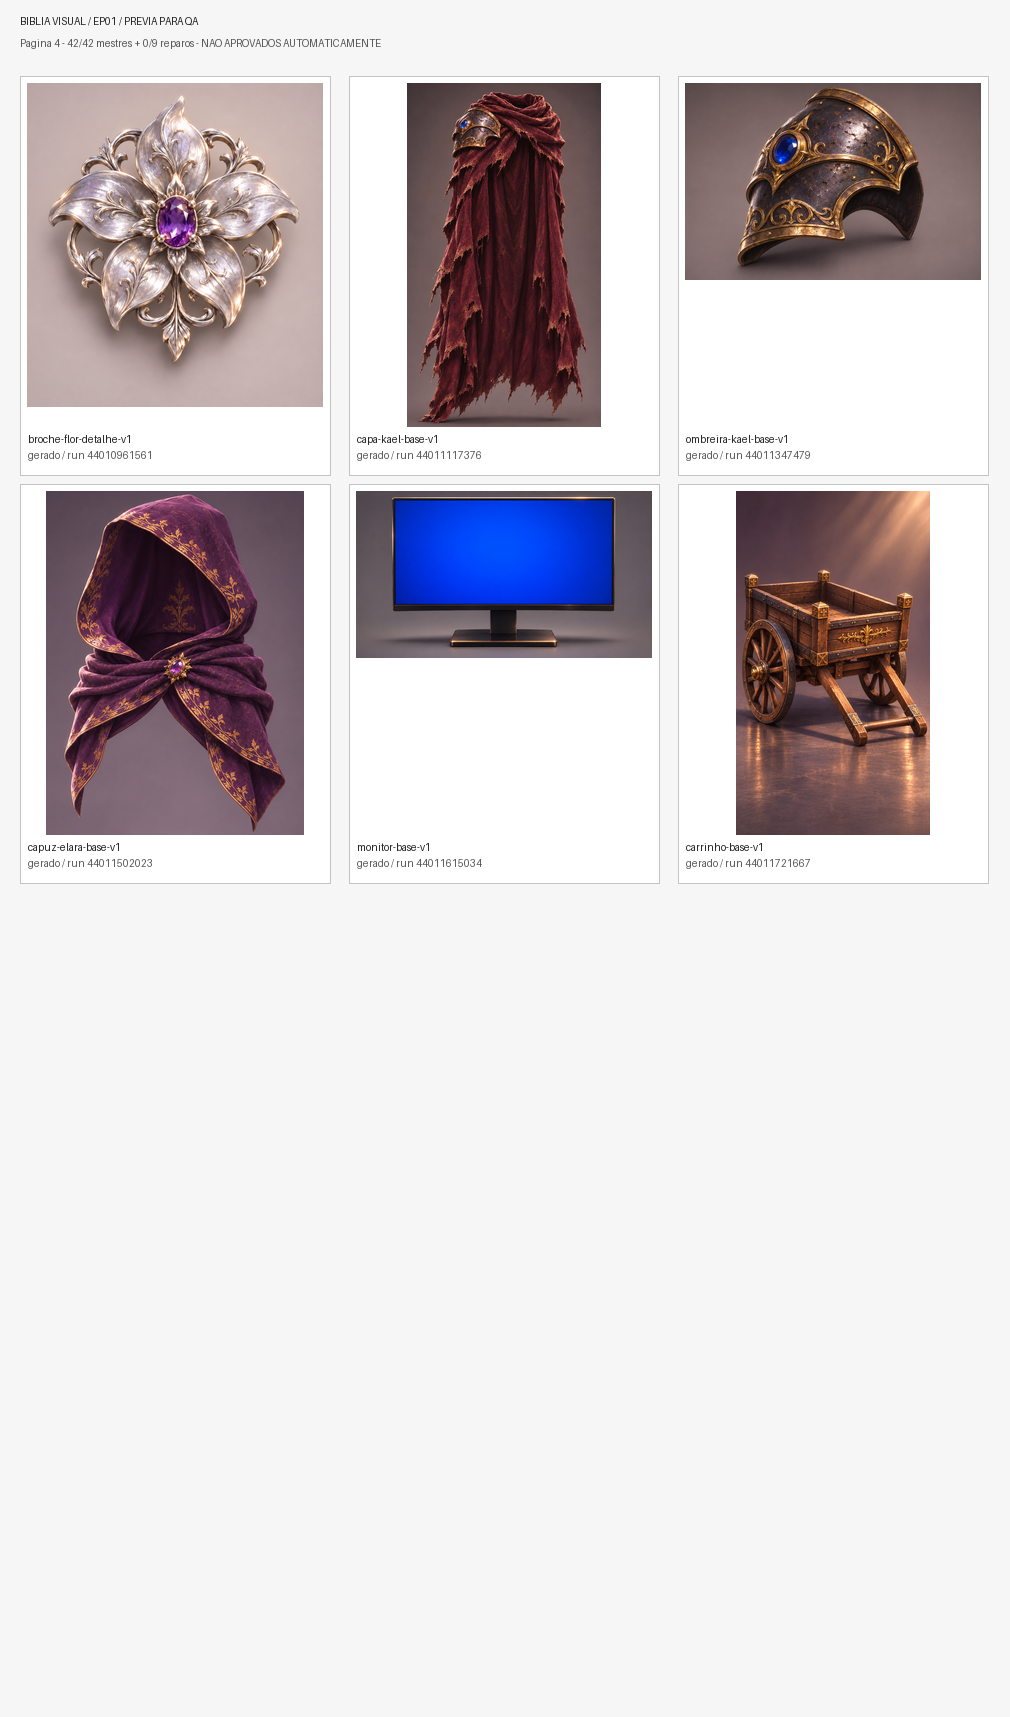 BIBLIA VISUAL / EP01 / PREVIA PARA QA
Pagina 4 - 42/42 mestres + 0/9 reparos - NAO APROVADOS AUTOMATICAMENTE
broche-flor-detalhe-v1
gerado / run 44010961561
capa-kael-base-v1
gerado / run 44011117376
ombreira-kael-base-v1
gerado / run 44011347479
capuz-elara-base-v1
gerado / run 44011502023
monitor-base-v1
gerado / run 44011615034
carrinho-base-v1
gerado / run 44011721667